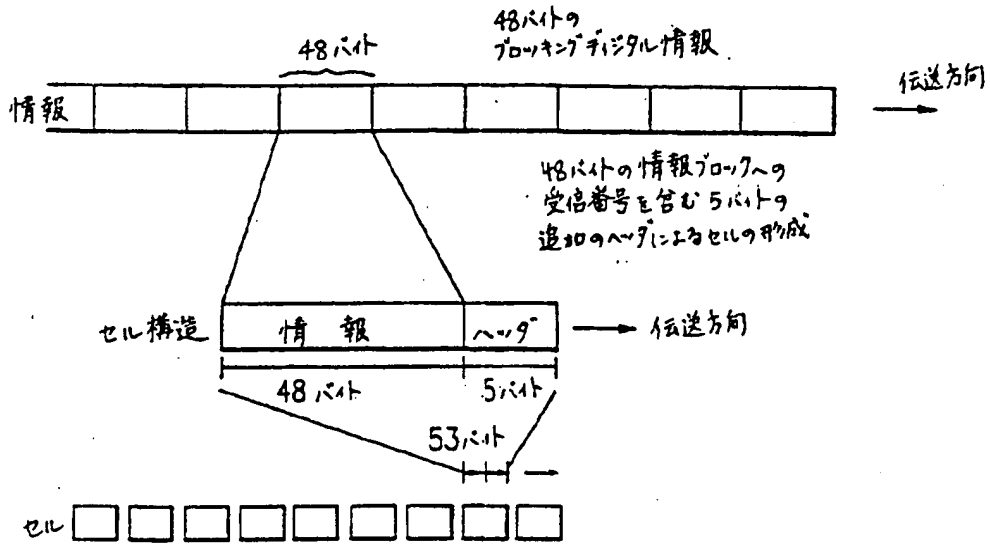 48バイトの
ブロッキングディジタル情報
48バイト
情報
伝送方向
48バイトの情報ブロックへの
受信番号を含む5バイトの
追加のヘッダによるセルの形成
セル構造
情報
ヘッダ
伝送方向
48バイト
5バイト
53バイト
セル